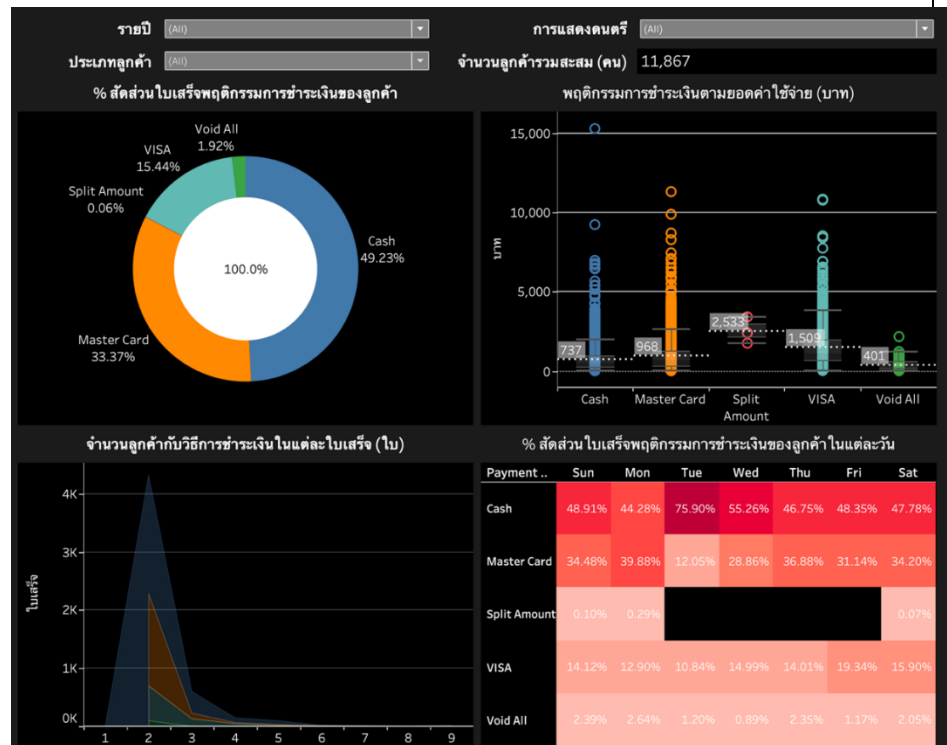 รายปี (All) การแสดงดนตรี (All)
ประเภทลูกค้า (All) จำนวนลูกค้ารวมสะสม (คน) 11,867
% สัดส่วนใบเสร็จพฤติกรรมการชำระเงินของลูกค้า
Void All
1.92%
VISA
15.44%
Split Amount
0.06%
Cash
49.23%
100.0%
Master Card
33.37%
พฤติกรรมการชำระเงินตามยอดค่าใช้จ่าย (บาท)
15,000
10,000
บาท
5,000
0
737
968
2,533
1,509
401
Cash Master Card Split Amount VISA Void All
จำนวนลูกค้ากับวิธีการชำระเงินในแต่ละใบเสร็จ (ใบ)
4K
3K
ใบเสร็จ
2K
1K
0K
1 2 3 4 5 6 7 8 9
% สัดส่วนใบเสร็จพฤติกรรมการชำระเงินของลูกค้าในแต่ละวัน
Payment .. Sun Mon Tue Wed Thu Fri Sat
Cash 48.91% 44.28% 75.90% 55.26% 46.75% 48.35% 47.78%
Master Card 34.48% 39.88% 12.05% 28.86% 36.88% 31.14% 34.20%
Split Amount 0.10% 0.29% 0.07%
VISA 14.12% 12.90% 10.84% 14.99% 14.01% 19.34% 15.90%
Void All 2.39% 2.64% 1.20% 0.89% 2.35% 1.17% 2.05%